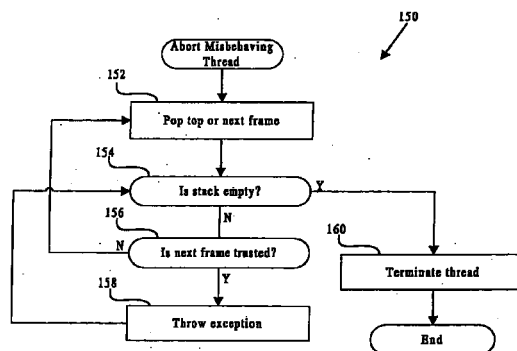 150
Abort Misbehaving
Thread
152
Pop top or next frame
154
Is stack empty?
Y
N
156
Is next frame trusted?
N
Y
160
Terminate thread
158
Throw exception
End